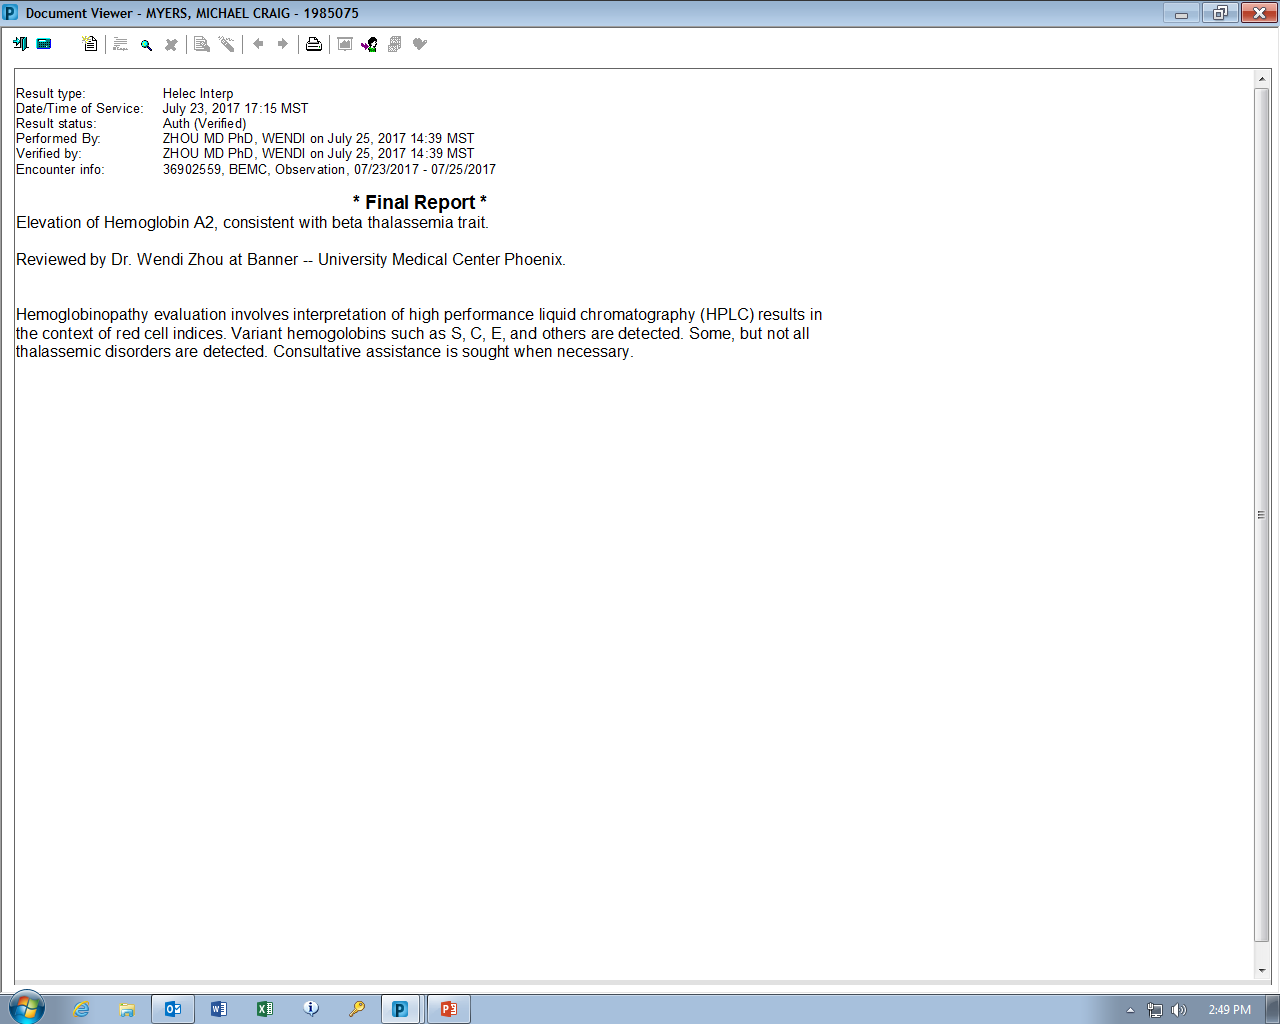 Document Viewer - MYERS, MICHAEL CRAIG - 1985075
Result type: Helec Interp
Date/Time of Service: July 23, 2017 17:15 MST
Result status: Auth (Verified)
Performed By: ZHOU MD PhD, WENDI on July 25, 2017 14:39 MST
Verified by: ZHOU MD PhD, WENDI on July 25, 2017 14:39 MST
Encounter info: 36902559, BEMC, Observation, 07/23/2017 - 07/25/2017
* Final Report *
Elevation of Hemoglobin A2, consistent with beta thalassemia trait.
Reviewed by Dr. Wendi Zhou at Banner -- University Medical Center Phoenix.
Hemoglobinopathy evaluation involves interpretation of high performance liquid chromatography (HPLC) results in
the context of red cell indices. Variant hemogolobins such as S, C, E, and others are detected. Some, but not all
thalassemic disorders are detected. Consultative assistance is sought when necessary.
2:49 PM